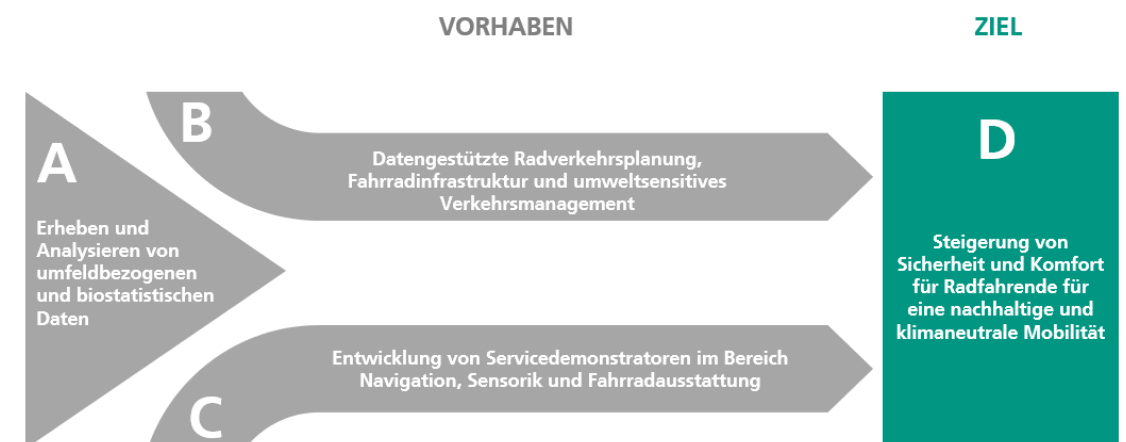 VORHABEN
ZIEL
A
Erheben und
Analysieren von
umfeldbezogenen
und biostatistischen
Daten
B
Datengestützte Radverkehrsplanung,
Fahrradinfrastruktur und umweltsensitives
Verkehrsmanagement
C
Entwicklung von Servicedemonstratoren im Bereich
Navigation, Sensorik und Fahrradausstattung
D
Steigerung von
Sicherheit und Komfort
für Radfahrende für
eine nachhaltige und
klimaneutrale Mobilität